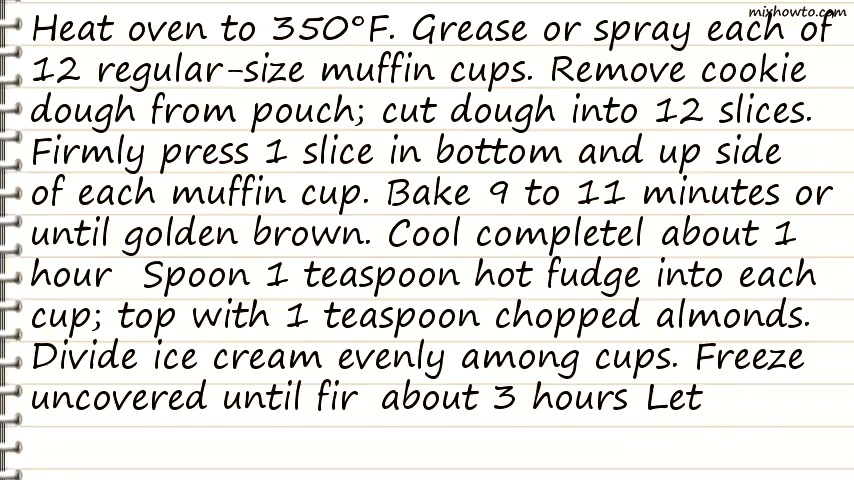 mixhowto.com
Heat oven to 350°F. Grease or spray each of
12 regular-size muffin cups. Remove cookie
dough from pouch; cut dough into 12 slices.
Firmly press 1 slice in bottom and up side
of each muffin cup. Bake 9 to 11 minutes or
until golden brown. Cool completel about 1
hour  Spoon 1 teaspoon hot fudge into each
cup; top with 1 teaspoon chopped almonds.
Divide ice cream evenly among cups. Freeze
uncovered until fir  about 3 hours Let